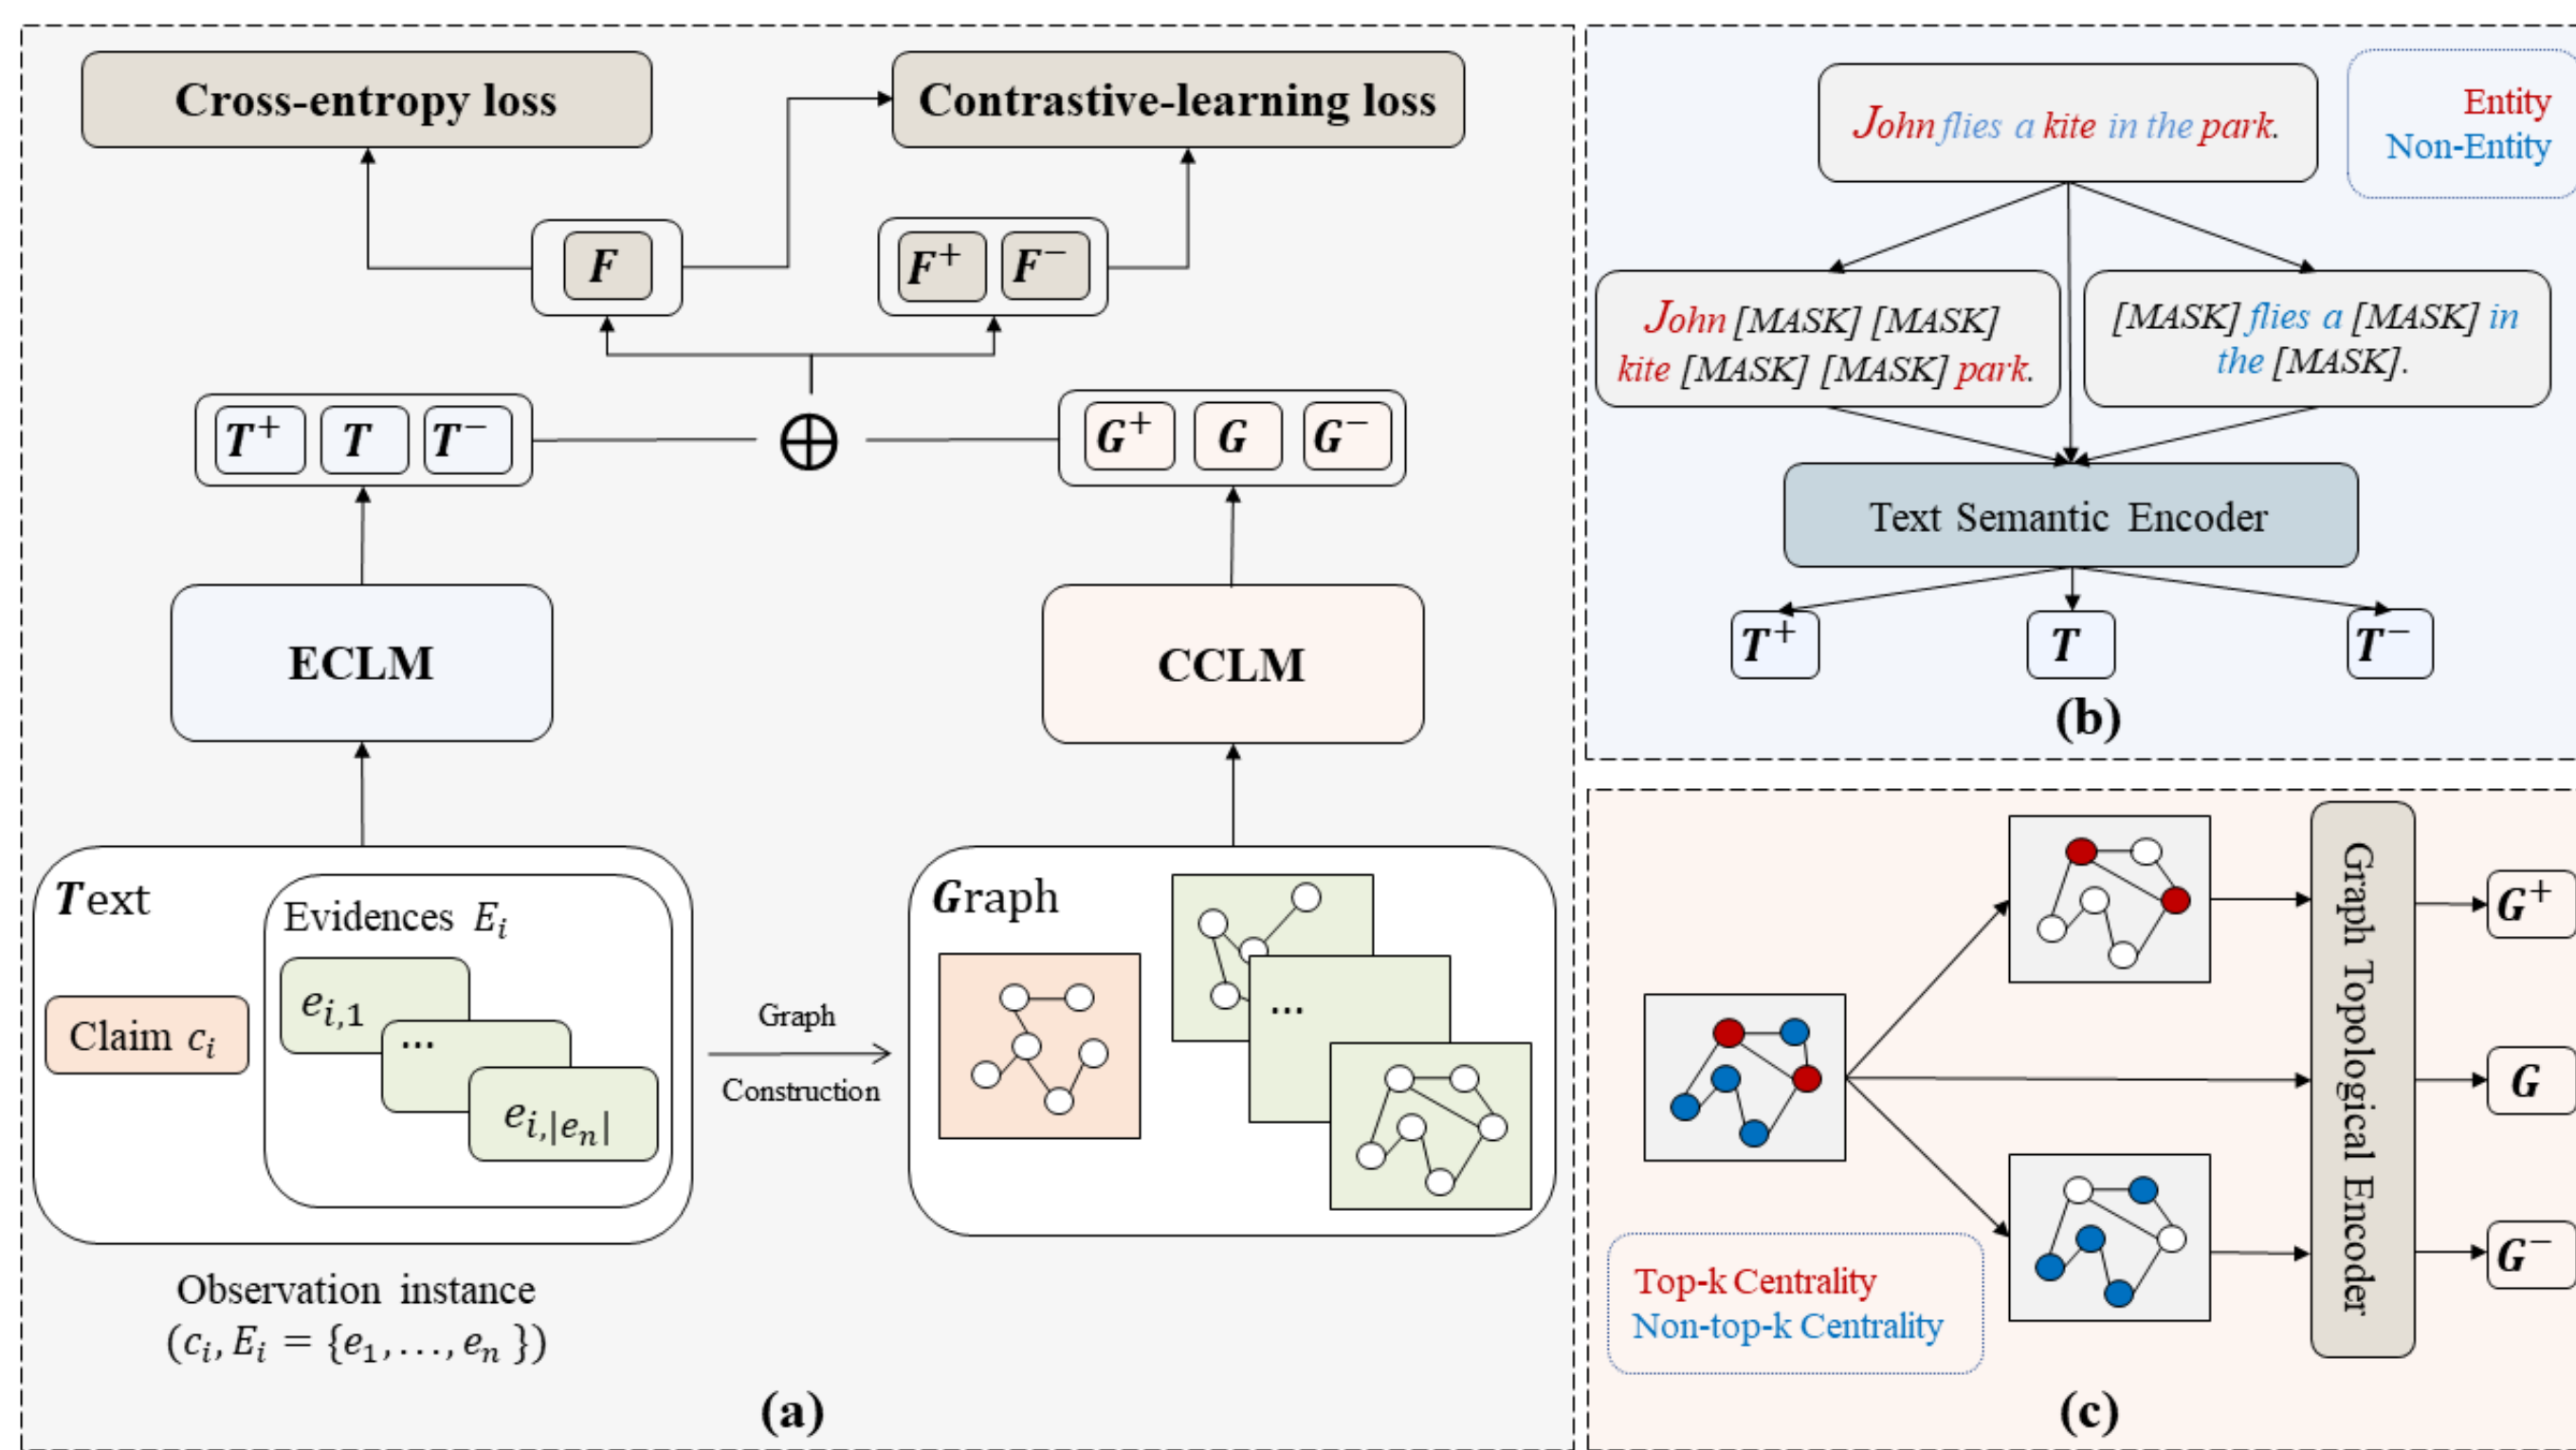 Cross-entropy loss
Contrastive-learning loss
F
F⁺ F⁻
T⁺ T T⁻
⊕
G⁺ G G⁻
ECLM
CCLM
Text
Evidences Eᵢ
Claim cᵢ
eᵢ,₁
...
eᵢ,|eₙ|
Graph
Construction
Graph
...
Observation instance
(cᵢ, Eᵢ = {e₁,...,eₙ })
(a)
John flies a kite in the park.
Entity
Non-Entity
John [MASK] [MASK]
kite [MASK] [MASK] park.
[MASK] flies a [MASK] in
the [MASK].
Text Semantic Encoder
T⁺ T T⁻
(b)
Graph Topological Encoder
G⁺
G
G⁻
Top-k Centrality
Non-top-k Centrality
(c)